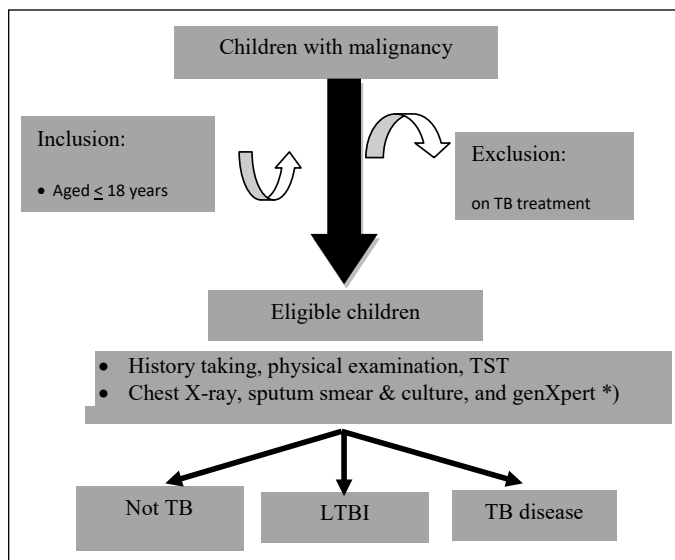 Children with malignancy
Inclusion:
• Aged < 18 years
Exclusion:
on TB treatment
Eligible children
• History taking, physical examination, TST
• Chest X-ray, sputum smear & culture, and genXpert *)
Not TB
LTBI
TB disease